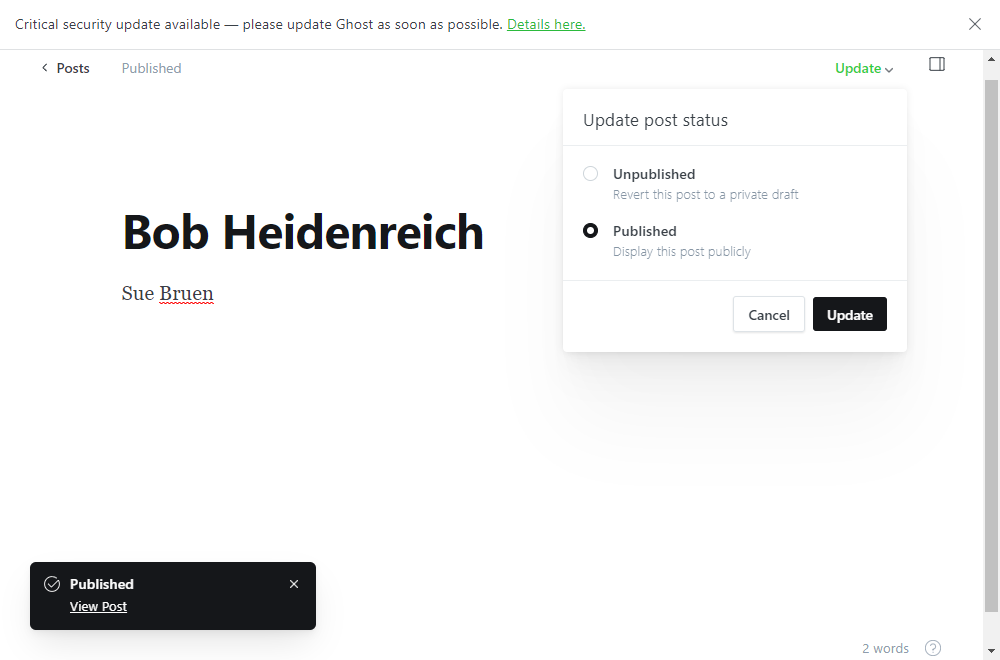 Critical security update available — please update Ghost as soon as possible. Details here.
Posts
Published
Update
Update post status
Unpublished
Revert this post to a private draft
Published
Display this post publicly
Cancel
Update
Bob Heidenreich
Sue Bruen
Published
View Post
2 words
?